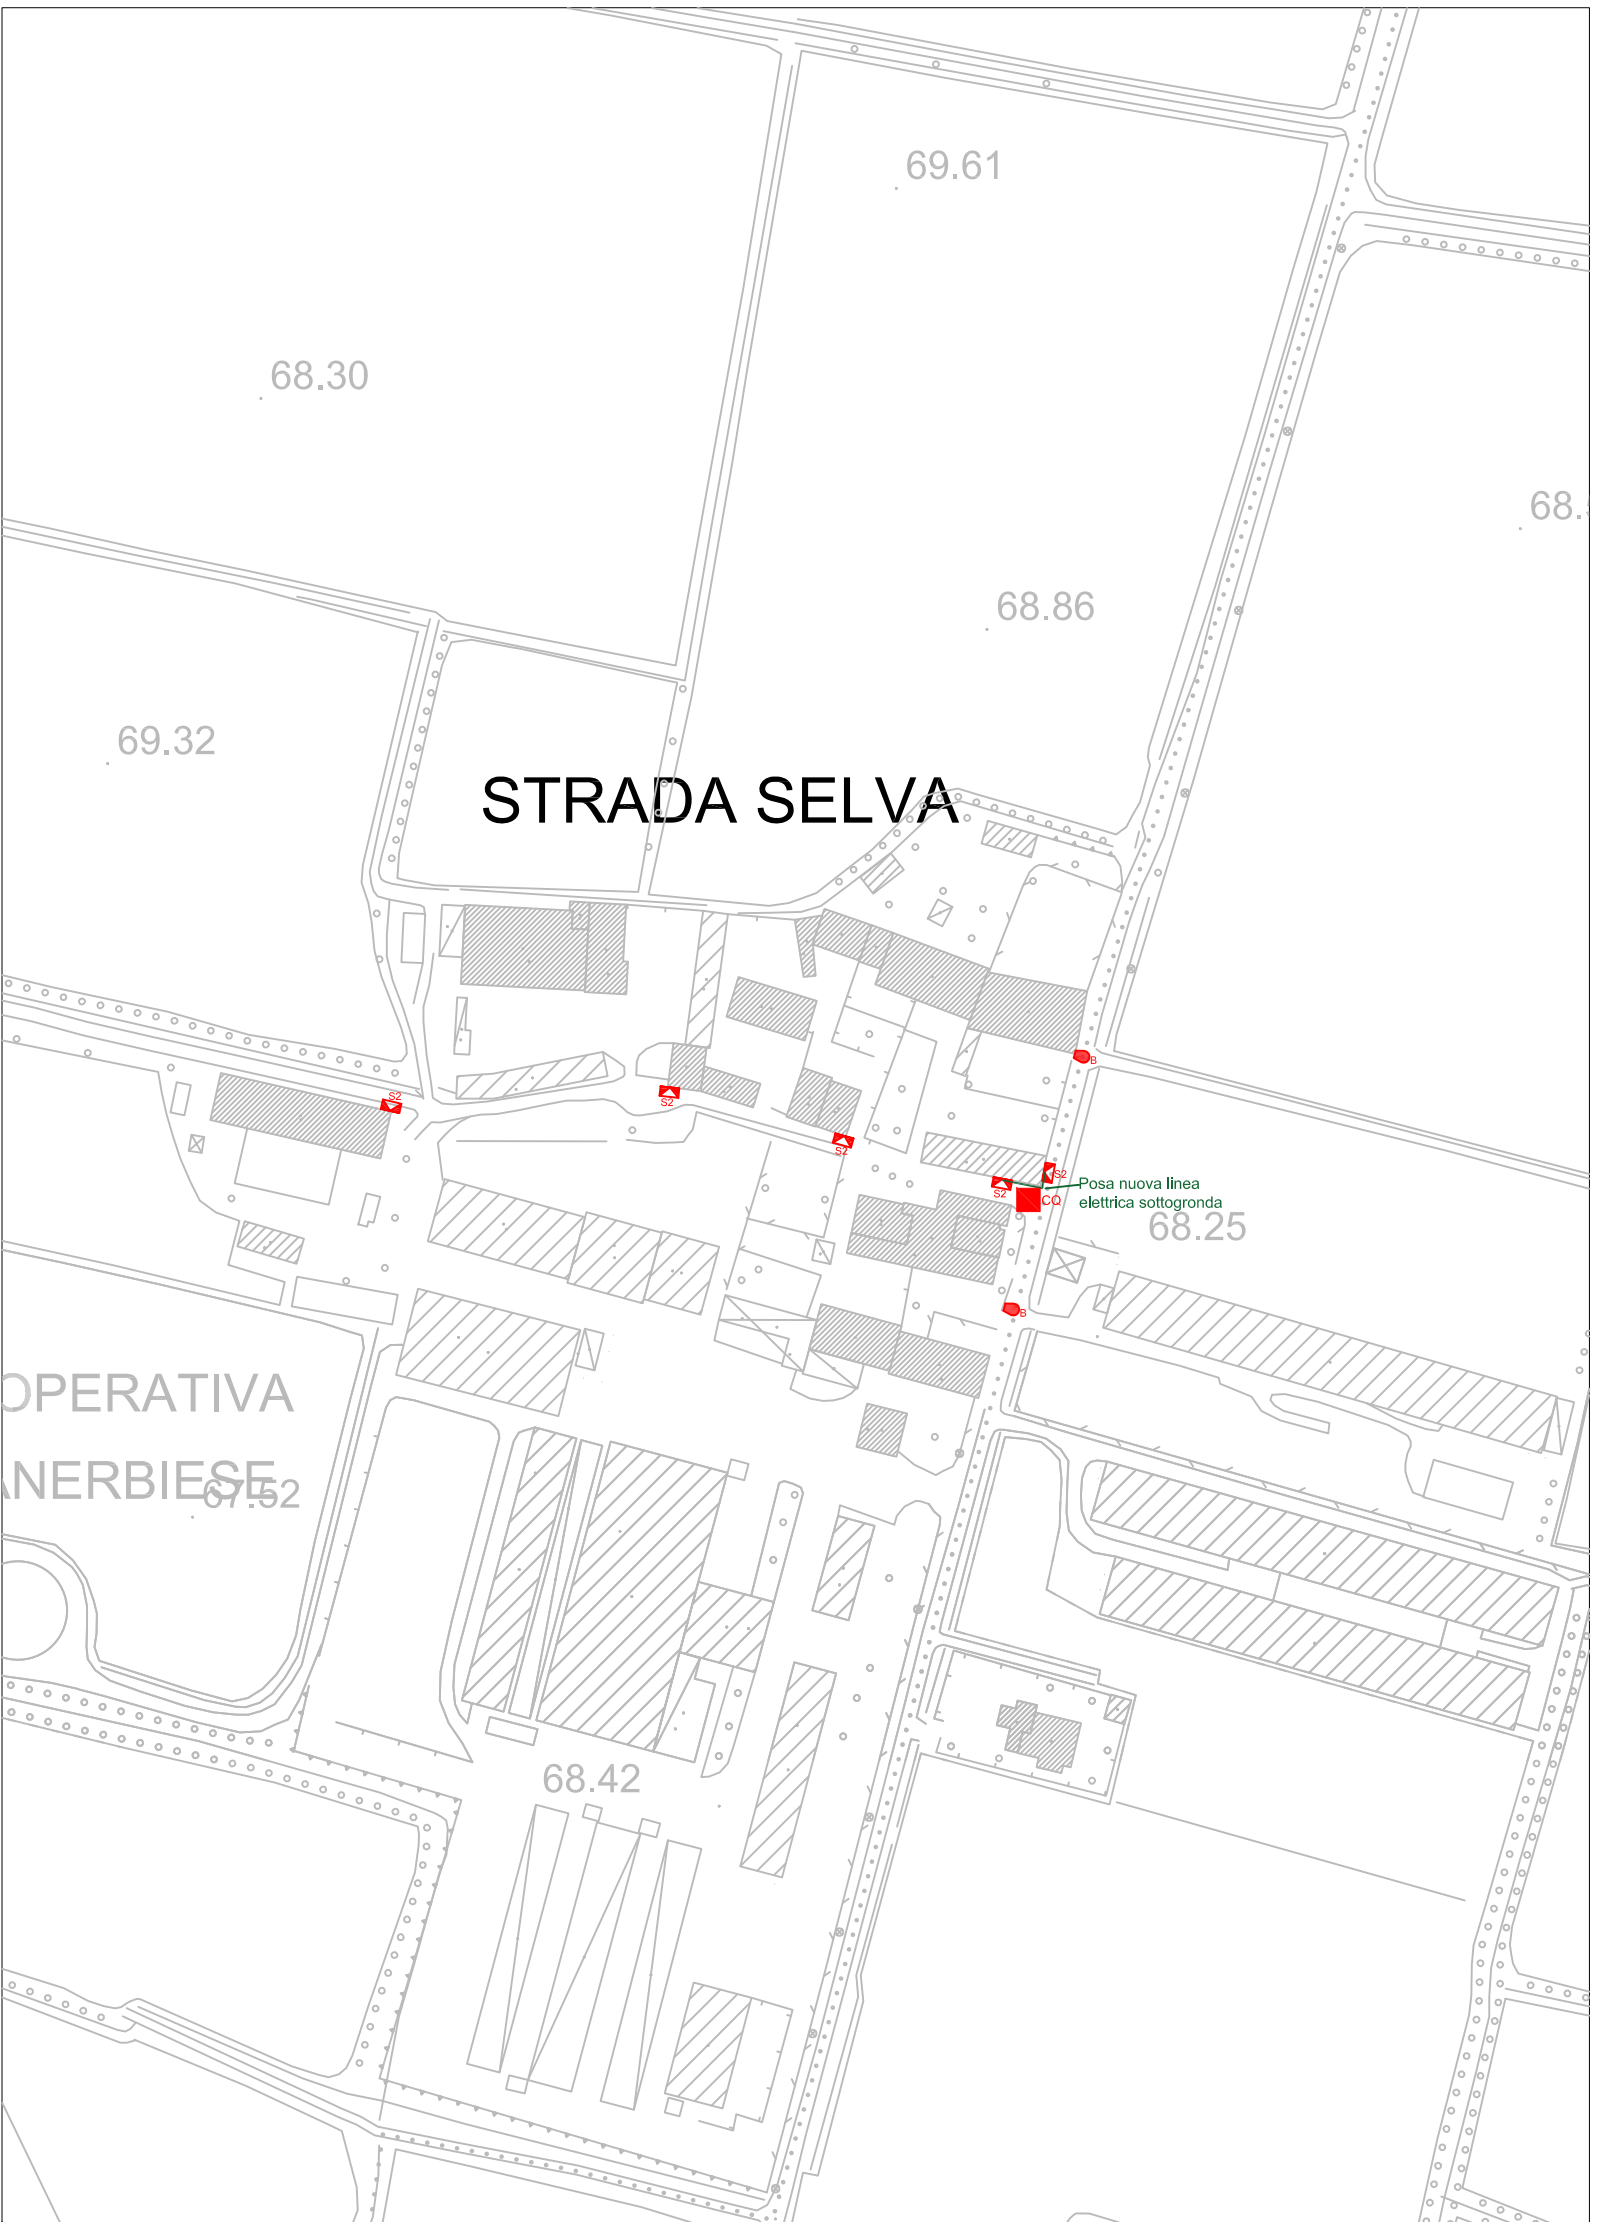 69.61
68.30
68.
68.86
69.32
STRADA SELVA
B
S2
S2
S2
S2
S2
CQ
Posa nuova linea
elettrica sottogronda
68.25
B
OPERATIVA
ANERBIESE
67.52
68.42